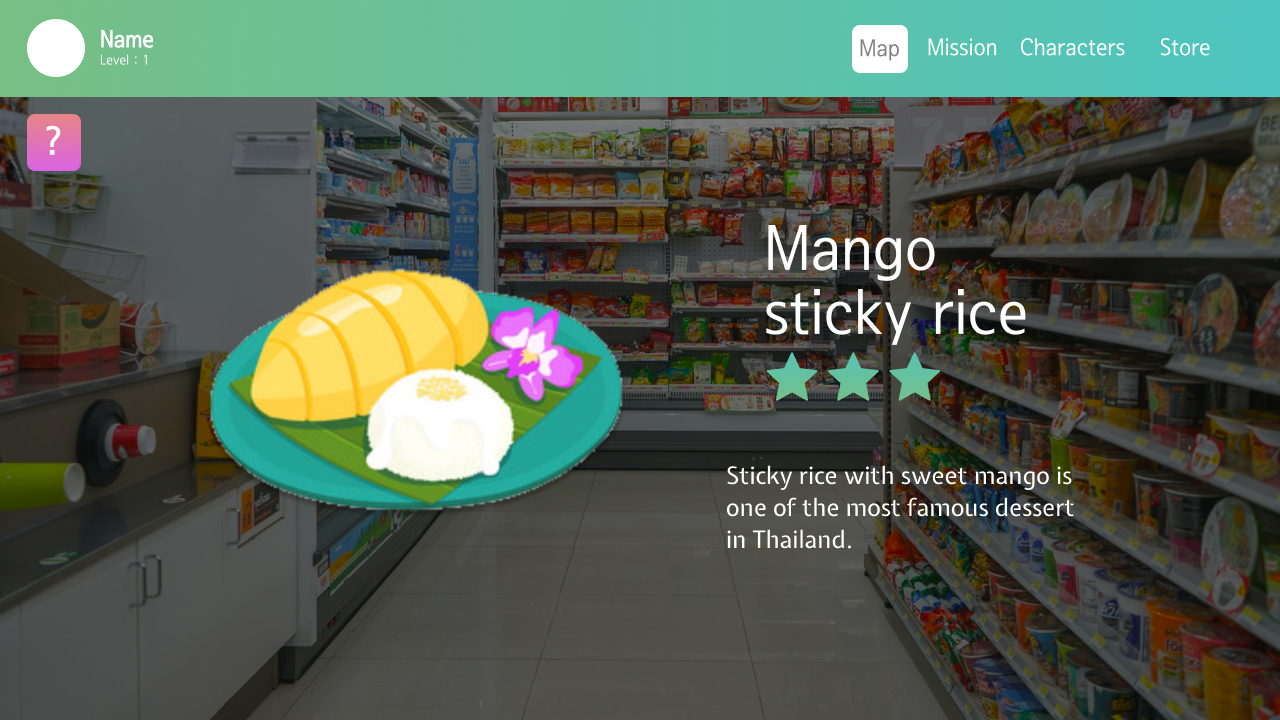 Name
Level : 1
Map
Mission
Characters
Store
?
Mango
sticky rice
Sticky rice with sweet mango is
one of the most famous dessert
in Thailand.